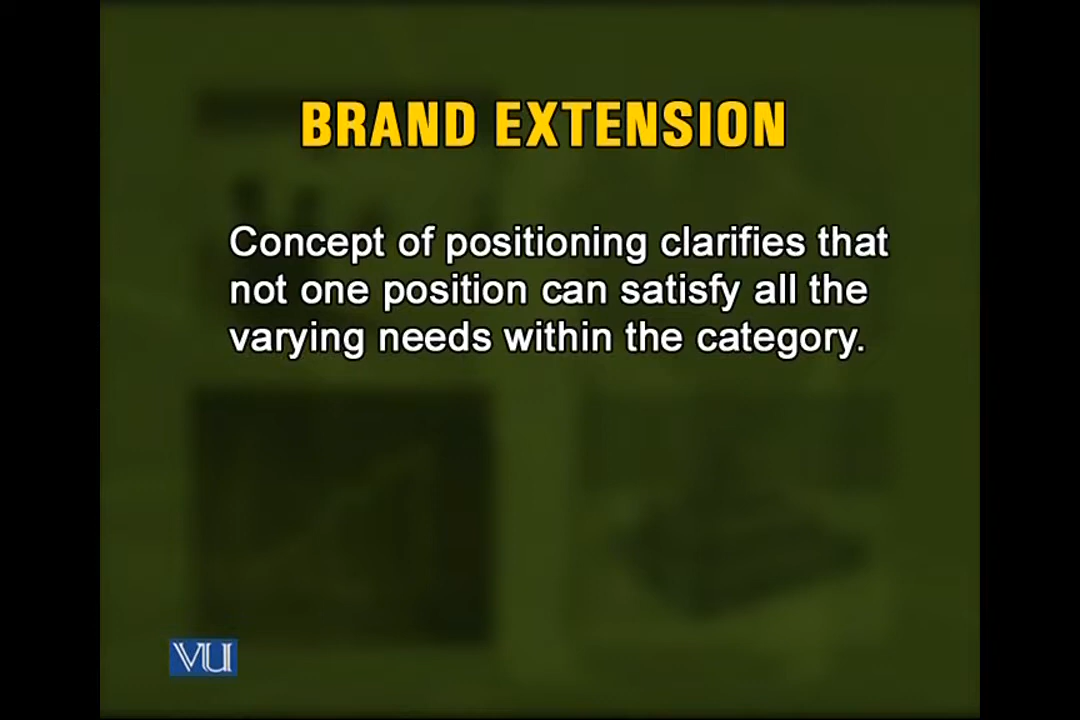 BRAND EXTENSION
Concept of positioning clarifies that
not one position can satisfy all the
varying needs within the category.
VU